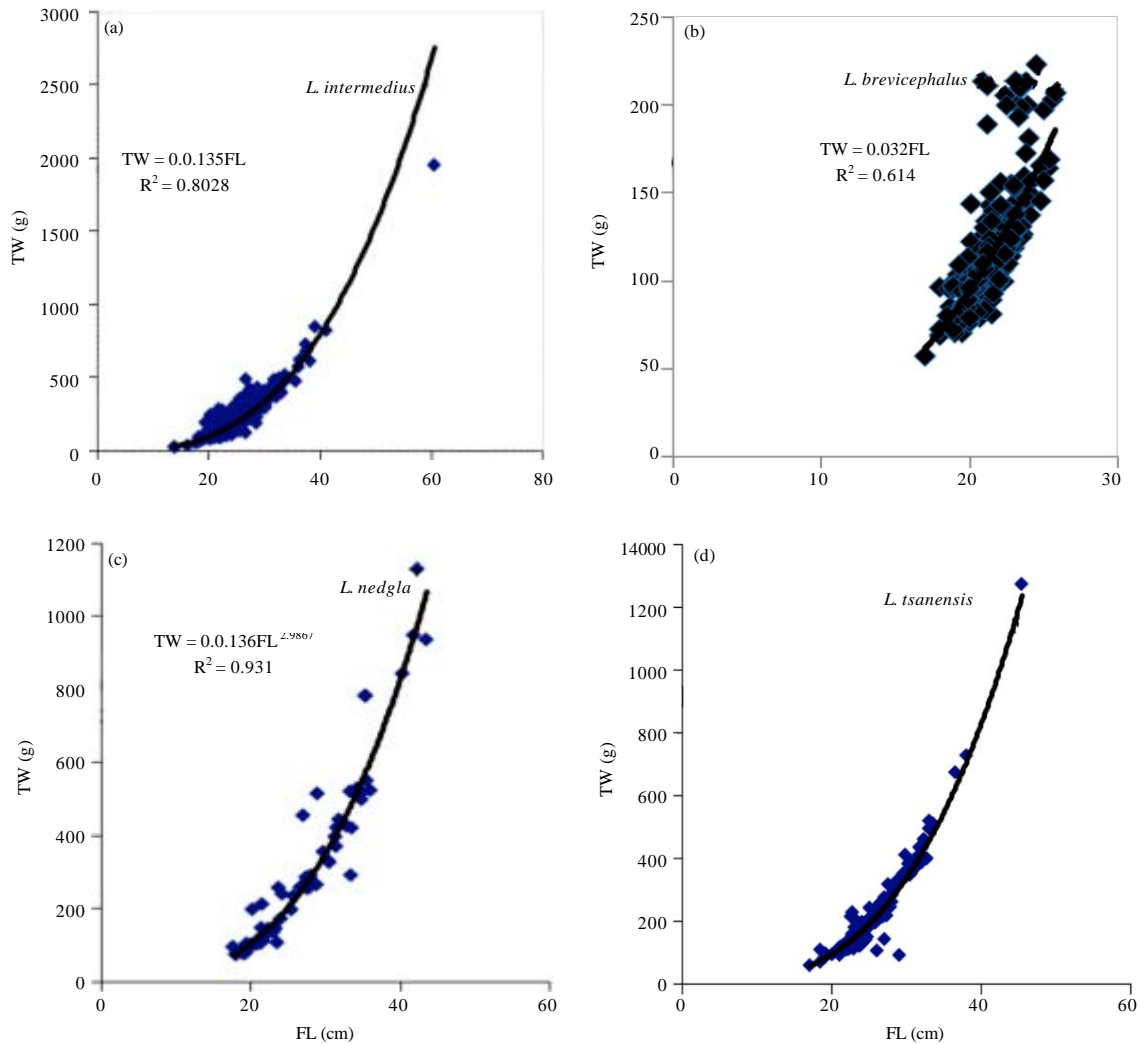 (a)
3000
2500
2000
1500
1000
500
0
TW (g)
L. intermedius
TW = 0.0.135FL
R² = 0.8028
0 20 40 60 80
(b)
250
200
150
100
50
0
TW (g)
L. brevicephalus
TW = 0.032FL
R² = 0.614
0 10 20 30
(c)
1200
1000
800
600
400
200
0
TW (g)
L. nedgla
TW = 0.0.136FL 2.9867
R² = 0.931
0 20 40 60
FL (cm)
(d)
14000
1200
1000
800
600
400
200
0
TW (g)
L. tsanensis
0 20 40 60
FL (cm)